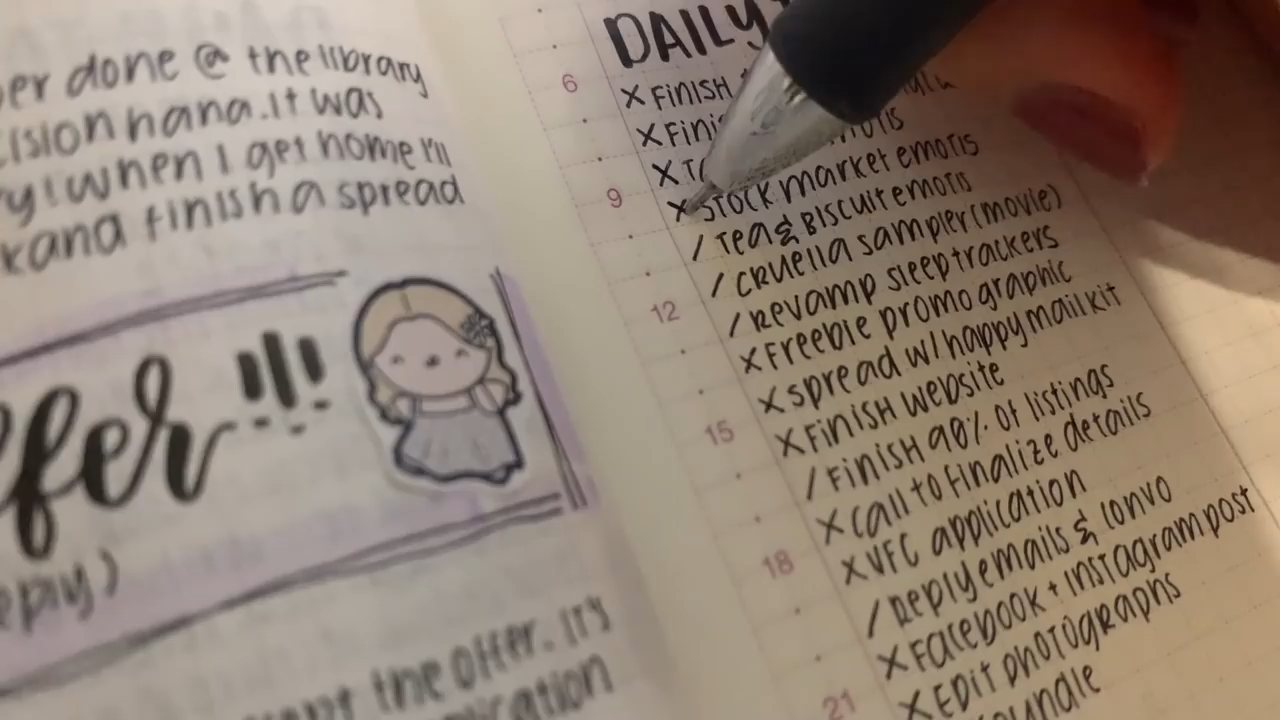 er done @ the library
cision hana. It was
y! when I get home I'll
kana finish a spread
ffer!!!
eply)
the offer. It's
DAILY
6
X FINISH
X
X
9
X STOCK market emotis
/ Tea & BISCUIT emotis
/ CRUElla sampler (movie)
12
/ Revamp sleep trackers
X FReebie promo graphic
X spread w/ happy mail kit
15
X FINISH website
/ FINISH 90% of listings
X call to finalize details
18
X VFC application
/ Reply emails & convo
X Facebook + Instagram post
21
X EDIT photographs